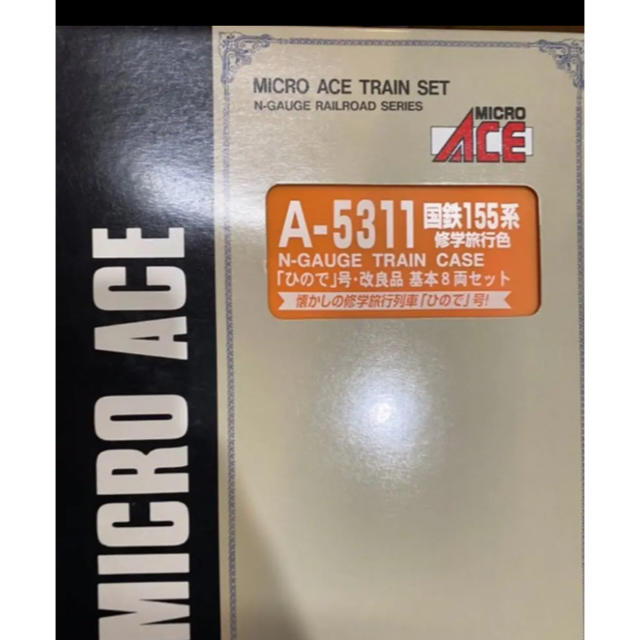 MICRO ACE TRAIN SET
N-GAUGE RAILROAD SERIES
MICRO
ACE
A-5311 国鉄155系
修学旅行色
N-GAUGE TRAIN CASE
「ひので」号・改良品 基本8両セット
懐かしの修学旅行列車「ひので」号!
MICRO ACE